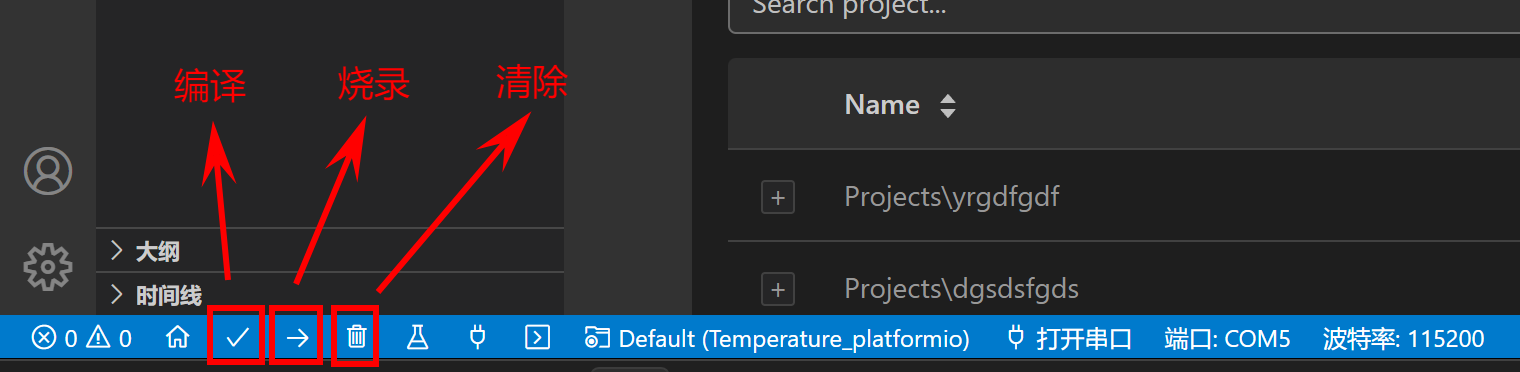 Search project...
编译
烧录
清除
Name
Projects\yrgdfgdf
大纲
Projects\dgsdsfgds
时间线
0 0 Default (Temperature_platformio) 打开串口 端口: COM5 波特率: 115200